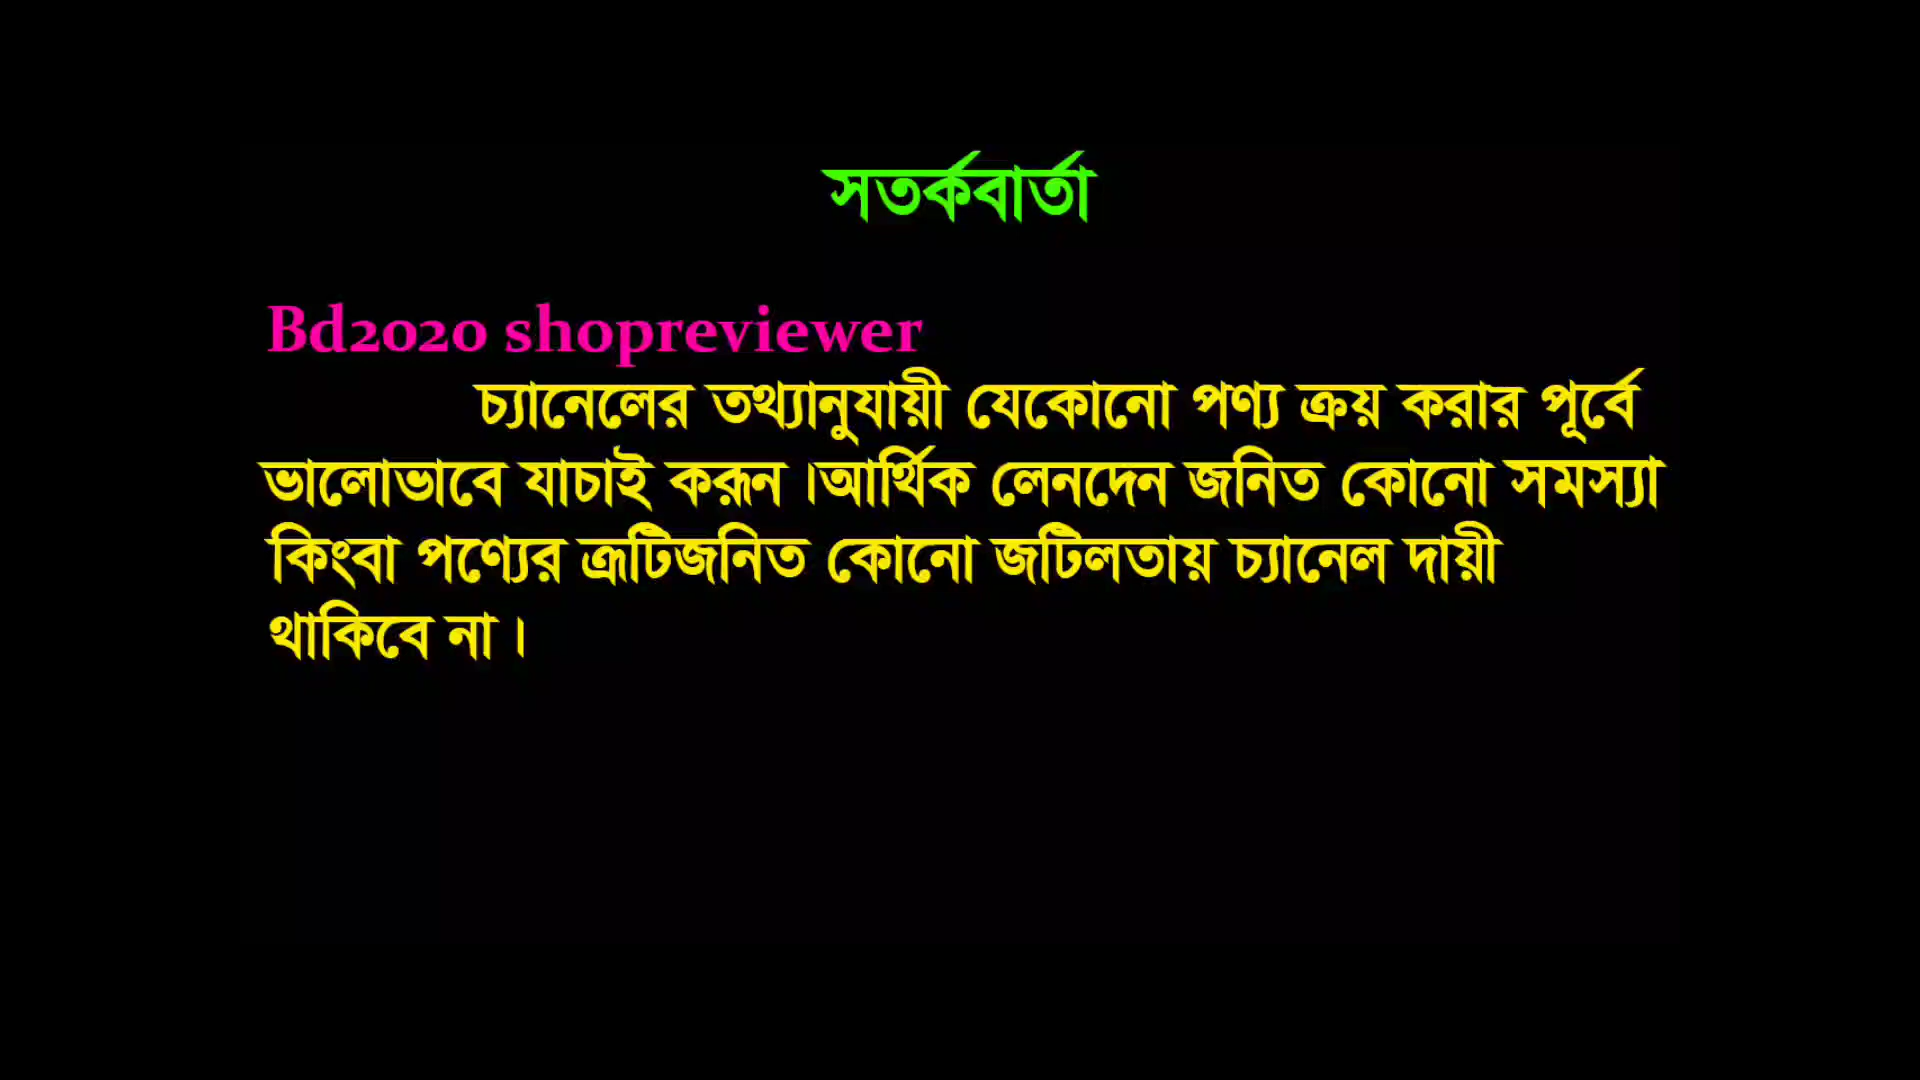 সতর্কবার্তা
Bd2020 shopreviewer
চ্যানেলের তথ্যানুযায়ী যেকোনো পণ্য ক্রয় করার পূর্বে
ভালোভাবে যাচাই করূন।আর্থিক লেনদেন জনিত কোনো সমস্যা
কিংবা পণ্যের ত্রূটিজনিত কোনো জটিলতায় চ্যানেল দায়ী
থাকিবে না।